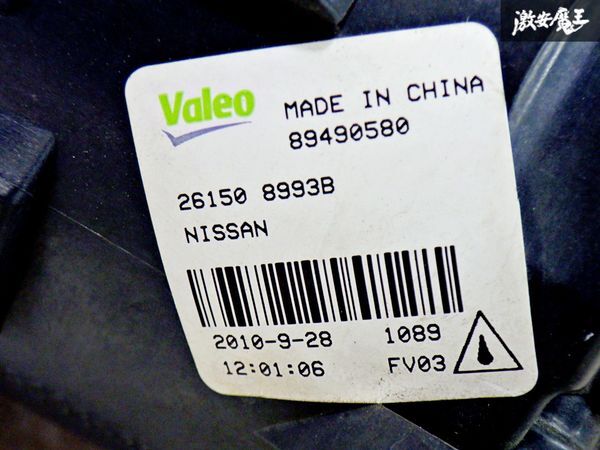 激安魔王
Valeo
MADE IN CHINA
89490580
26150 8993B
NISSAN
2010-9-28 1089
12:01:06 FV03